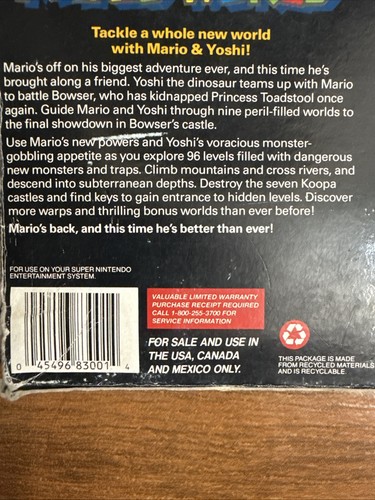 Tackle a whole new world
with Mario & Yoshi!
Mario's off on his biggest adventure ever, and this time he's
brought along a friend. Yoshi the dinosaur teams up with Mario
to battle Bowser, who has kidnapped Princess Toadstool once
again. Guide Mario and Yoshi through nine peril-filled worlds to
the final showdown in Bowser's castle.
Use Mario's new powers and Yoshi's voracious monster-
gobbling appetite as you explore 96 levels filled with dangerous
new monsters and traps. Climb mountains and cross rivers, and
descend into subterranean depths. Destroy the seven Koopa
castles and find keys to gain entrance to hidden levels. Discover
more warps and thrilling bonus worlds than ever before!
Mario's back, and this time he's better than ever!
FOR USE ON YOUR SUPER NINTENDO
ENTERTAINMENT SYSTEM.
VALUABLE LIMITED WARRANTY
PURCHASE RECEIPT REQUIRED
CALL 1-800-255-3700 FOR
SERVICE INFORMATION
FOR SALE AND USE IN
THE USA, CANADA
AND MEXICO ONLY.
THIS PACKAGE IS MADE
FROM RECYCLED MATERIALS
AND IS RECYCLABLE.
0 45496 83001 4